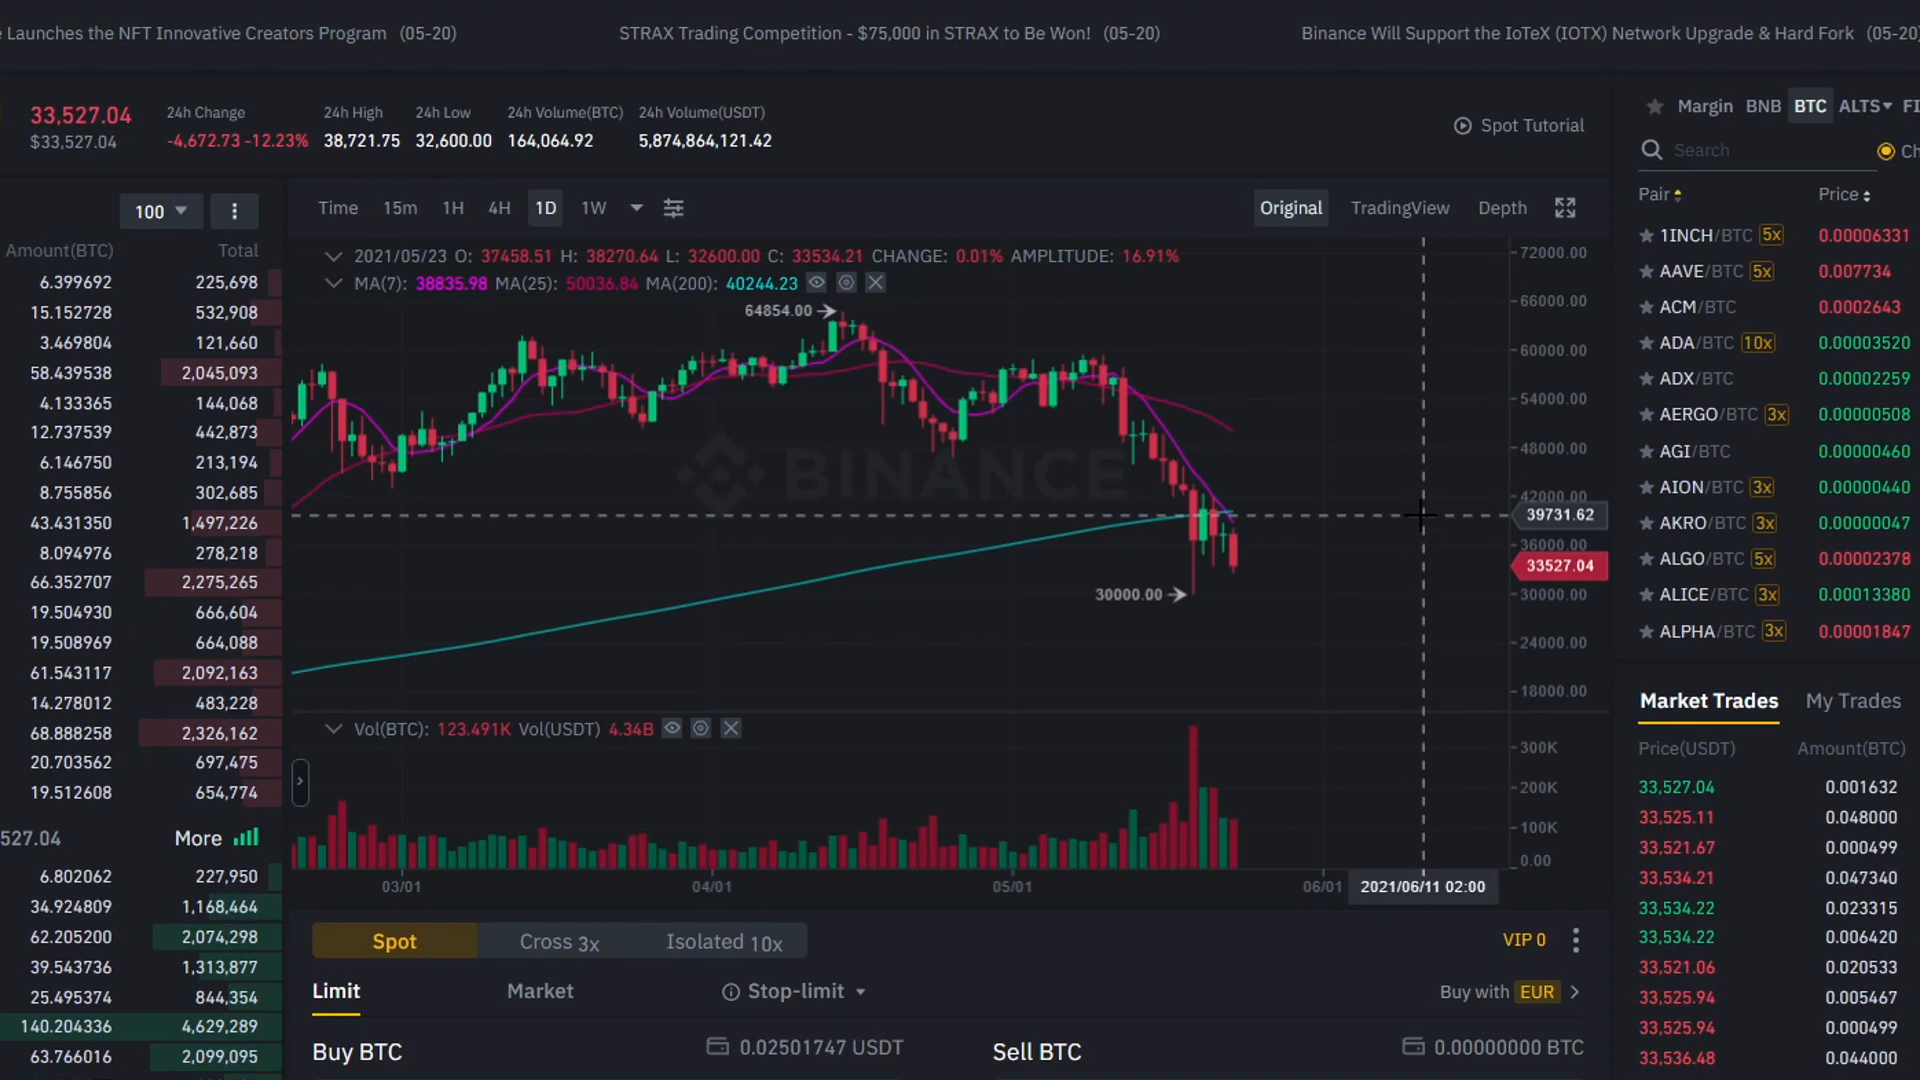 Launches the NFT Innovative Creators Program (05-20)
STRAX Trading Competition - $75,000 in STRAX to Be Won! (05-20)
Binance Will Support the IoTeX (IOTX) Network Upgrade & Hard Fork (05-20)
33,527.04
$33,527.04
24h Change
-4,672.73 -12.23%
24h High
38,721.75
24h Low
32,600.00
24h Volume(BTC)
164,064.92
24h Volume(USDT)
5,874,864,121.42
Spot Tutorial
100
Amount(BTC) Total
6.399692 225,698
15.152728 532,908
3.469804 121,660
58.439538 2,045,093
4.133365 144,068
12.737539 442,873
6.146750 213,194
8.755856 302,685
43.431350 1,497,226
8.094976 278,218
66.352707 2,275,265
19.504930 666,604
19.508969 664,088
61.543117 2,092,163
14.278012 483,228
68.888258 2,326,162
20.703562 697,475
19.512608 654,774
527.04 More
6.802062 227,950
34.924809 1,168,464
62.205200 2,074,298
39.543736 1,313,877
25.495374 844,354
140.204336 4,629,289
63.766016 2,099,095
Time 15m 1H 4H 1D 1W
Original TradingView Depth
2021/05/23 O: 37458.51 H: 38270.64 L: 32600.00 C: 33534.21 CHANGE: 0.01% AMPLITUDE: 16.91%
MA(7): 38835.98 MA(25): 50036.84 MA(200): 40244.23
64854.00
BINANCE
30000.00
72000.00
66000.00
60000.00
54000.00
48000.00
42000.00
39731.62
36000.00
33527.04
30000.00
24000.00
18000.00
Vol(BTC): 123.491K Vol(USDT) 4.34B
300K
200K
100K
0.00
03/01 04/01 05/01 06/01 2021/06/11 02:00
Spot Cross 3x Isolated 10x
VIP 0
Limit Market Stop-limit
Buy with EUR
Buy BTC 0.02501747 USDT
Sell BTC 0.00000000 BTC
Margin BNB BTC ALTS
Search
Pair Price
1INCH/BTC 5x 0.00006331
AAVE/BTC 5x 0.007734
ACM/BTC 0.0002643
ADA/BTC 10x 0.00003520
ADX/BTC 0.00002259
AERGO/BTC 3x 0.00000508
AGI/BTC 0.00000460
AION/BTC 3x 0.00000440
AKRO/BTC 3x 0.00000047
ALGO/BTC 5x 0.00002378
ALICE/BTC 3x 0.00013380
ALPHA/BTC 3x 0.00001847
Market Trades My Trades
Price(USDT) Amount(BTC)
33,527.04 0.001632
33,525.11 0.048000
33,521.67 0.000499
33,534.21 0.047340
33,534.22 0.023315
33,534.22 0.006420
33,521.06 0.020533
33,525.94 0.005467
33,525.94 0.000499
33,536.48 0.044000